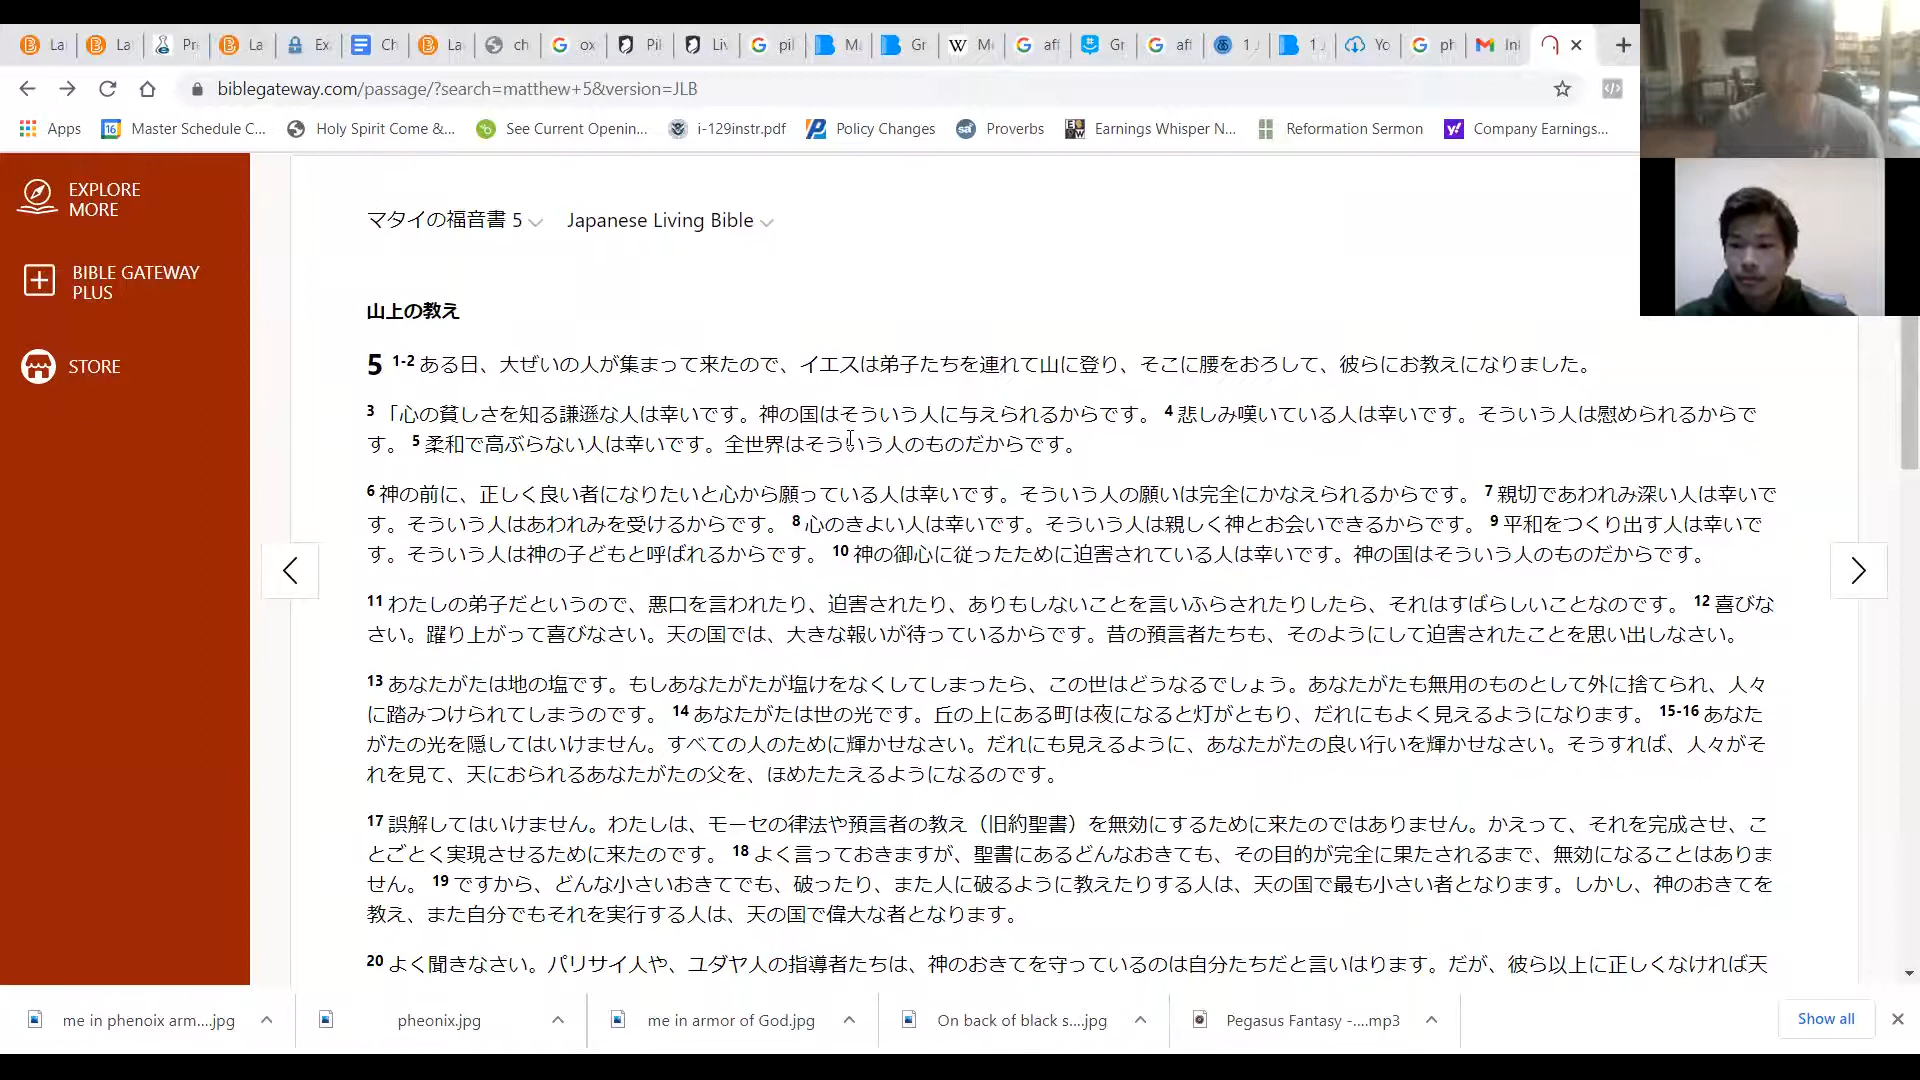 La
La
Pri
La
Ex
Ch
La
ch
ox
Pil
Liv
pil
Ma
Gr
M
aff
Gr
aff
1
1
Yo
ph
In
biblegateway.com/passage/?search=matthew+5&version=JLB
Apps
Master Schedule C...
Holy Spirit Come &...
See Current Openin...
i-129instr.pdf
Policy Changes
Proverbs
Earnings Whisper N...
Reformation Sermon
Company Earnings...
EXPLORE
MORE
BIBLE GATEWAY
PLUS
STORE
マタイの福音書 5
Japanese Living Bible
山上の教え
5 1-2 ある日、大ぜいの人が集まって来たので、イエスは弟子たちを連れて山に登り、そこに腰をおろして、彼らにお教えになりました。
3 「心の貧しさを知る謙遜な人は幸いです。神の国はそういう人に与えられるからです。 4 悲しみ嘆いている人は幸いです。そういう人は慰められるからで
す。 5 柔和で高ぶらない人は幸いです。全世界はそういう人のものだからです。
6 神の前に、正しく良い者になりたいと心から願っている人は幸いです。そういう人の願いは完全にかなえられるからです。 7 親切であわれみ深い人は幸いで
す。そういう人はあわれみを受けるからです。 8 心のきよい人は幸いです。そういう人は親しく神とお会いできるからです。 9 平和をつくり出す人は幸いで
す。そういう人は神の子どもと呼ばれるからです。 10 神の御心に従ったために迫害されている人は幸いです。神の国はそういう人のものだからです。
11 わたしの弟子だというので、悪口を言われたり、迫害されたり、ありもしないことを言いふらされたりしたら、それはすばらしいことなのです。 12 喜びな
さい。躍り上がって喜びなさい。天の国では、大きな報いが待っているからです。昔の預言者たちも、そのようにして迫害されたことを思い出しなさい。
13 あなたがたは地の塩です。もしあなたがたが塩けをなくしてしまったら、この世はどうなるでしょう。あなたがたも無用のものとして外に捨てられ、人々
に踏みつけられてしまうのです。 14 あなたがたは世の光です。丘の上にある町は夜になると灯がともり、だれにもよく見えるようになります。 15-16 あなた
がたの光を隠してはいけません。すべての人のために輝かせなさい。だれにも見えるように、あなたがたの良い行いを輝かせなさい。そうすれば、人々がそ
れを見て、天におられるあなたがたの父を、ほめたたえるようになるのです。
17 誤解してはいけません。わたしは、モーセの律法や預言者の教え（旧約聖書）を無効にするために来たのではありません。かえって、それを完成させ、こ
とごとく実現させるために来たのです。 18 よく言っておきますが、聖書にあるどんなおきても、その目的が完全に果たされるまで、無効になることはありま
せん。 19 ですから、どんな小さいおきてでも、破ったり、また人に破るように教えたりする人は、天の国で最も小さい者となります。しかし、神のおきてを
教え、また自分でもそれを実行する人は、天の国で偉大な者となります。
20 よく聞きなさい。パリサイ人や、ユダヤ人の指導者たちは、神のおきてを守っているのは自分たちだと言いはります。だが、彼ら以上に正しくなければ天
me in phenoix arm....jpg
pheonix.jpg
me in armor of God.jpg
On back of black s....jpg
Pegasus Fantasy -....mp3
Show all